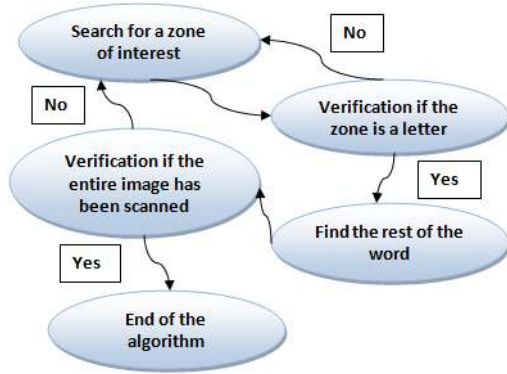 Search for a zone
of interest
No
Verification if the
zone is a letter
No
Verification if the
entire image has
been scanned
Yes
Find the rest of the
word
Yes
End of the
algorithm